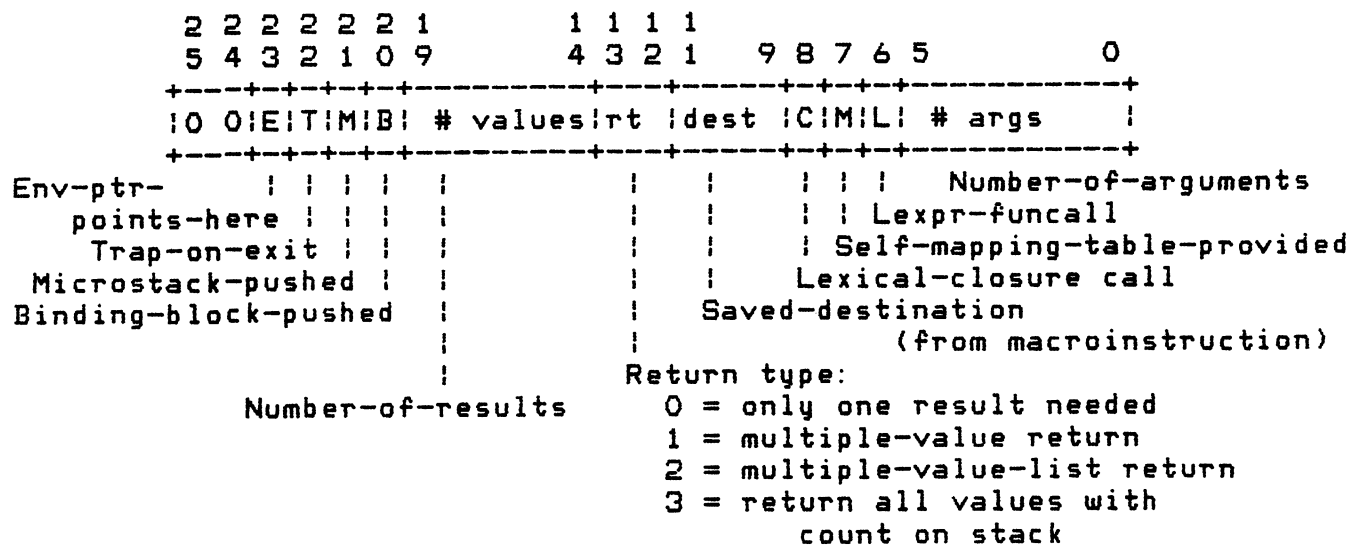 2 2 2 2 2 2 1 1 1 1 1
5 4 3 2 1 0 9 4 3 2 1 9 8 7 6 5 0
+---+-+-+-+-+---------+---+-----+-+-+-+-----------+
|0 0|E|T|M|B| # values|rt |dest |C|M|L| # args |
+---+-+-+-+-+---------+---+-----+-+-+-+-----------+
Env-ptr- | | | | | | | | | | Number-of-arguments
points-here | | | | | | | | Lexpr-funcall
Trap-on-exit | | | | | | Self-mapping-table-provided
Microstack-pushed | | | | Lexical-closure call
Binding-block-pushed | | Saved-destination
| | (from macroinstruction)
| Return type:
Number-of-results 0 = only one result needed
1 = multiple-value return
2 = multiple-value-list return
3 = return all values with
count on stack